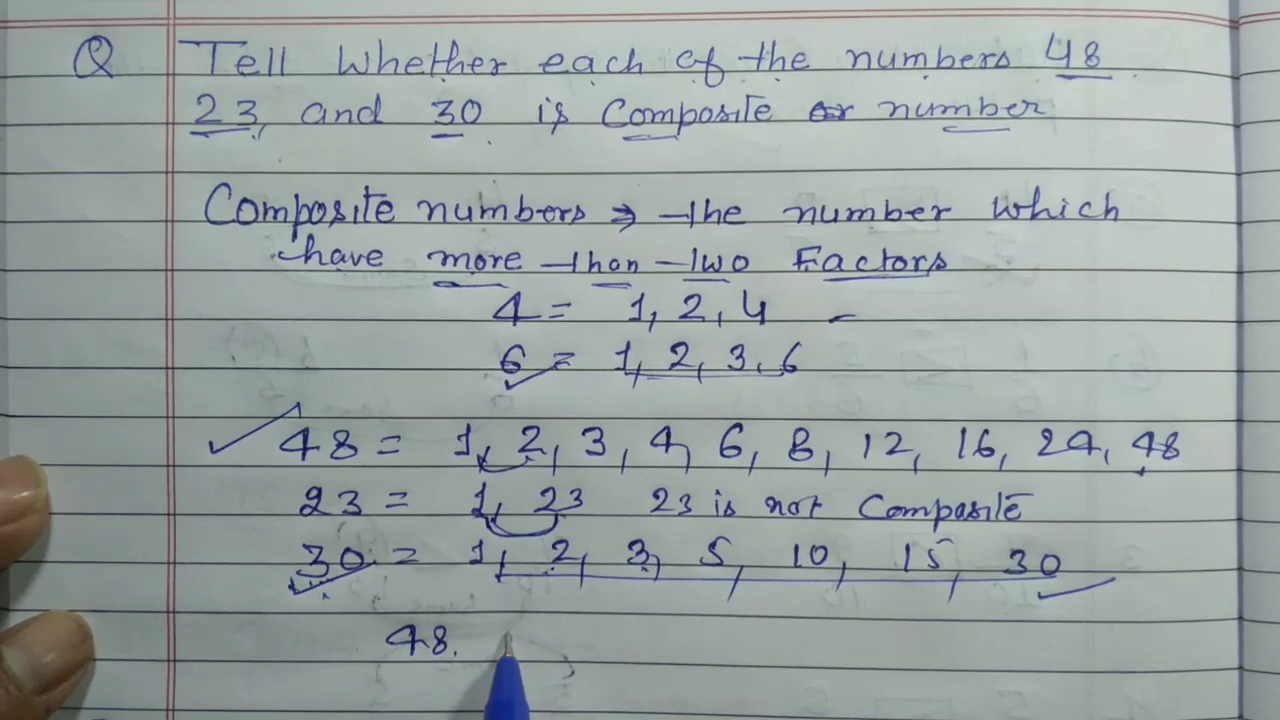 Q Tell whether each of the numbers 48
23, and 30 is Composite or number
Composite numbers ⇒ the number which
have more than two Factors
4 = 1, 2, 4 -
6 = 1, 2, 3, 6
48 = 1, 2, 3, 4, 6, 8, 12, 16, 24, 48
23 = 1, 23 23 is not Composite
30 = 1, 2, 3, 5, 10, 15, 30
48.